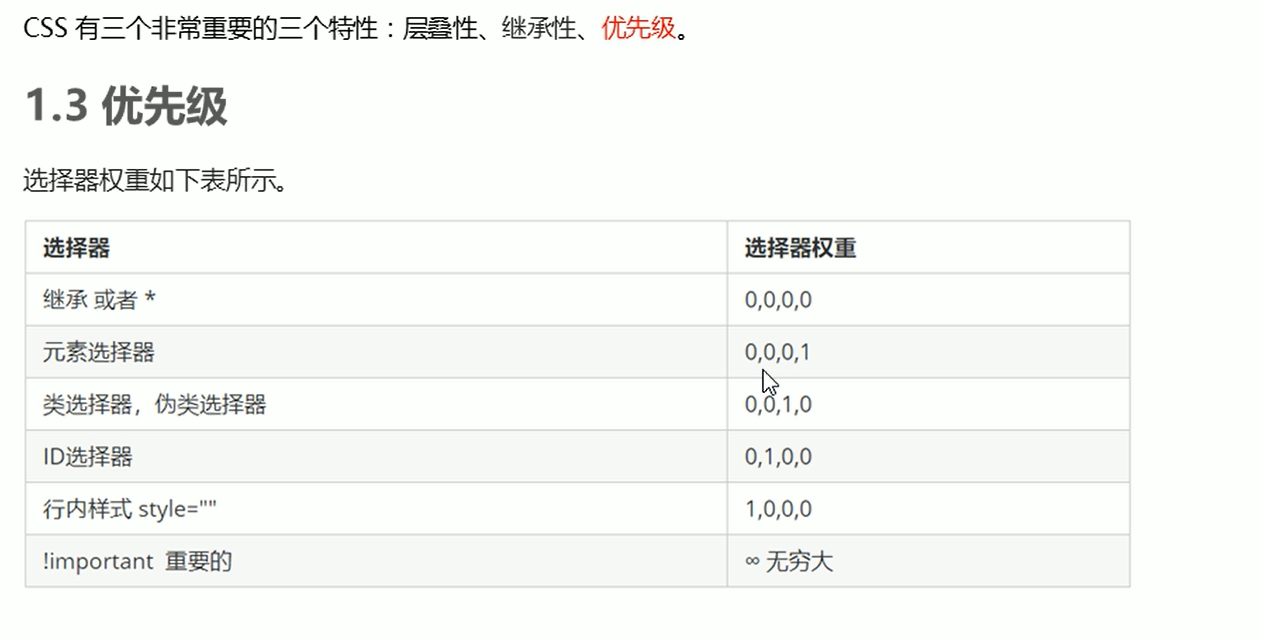 CSS 有三个非常重要的三个特性：层叠性、继承性、优先级。
1.3 优先级
选择器权重如下表所示。
选择器 选择器权重
继承 或者 * 0,0,0,0
元素选择器 0,0,0,1
类选择器，伪类选择器 0,0,1,0
ID选择器 0,1,0,0
行内样式 style="" 1,0,0,0
!important 重要的 ∞ 无穷大